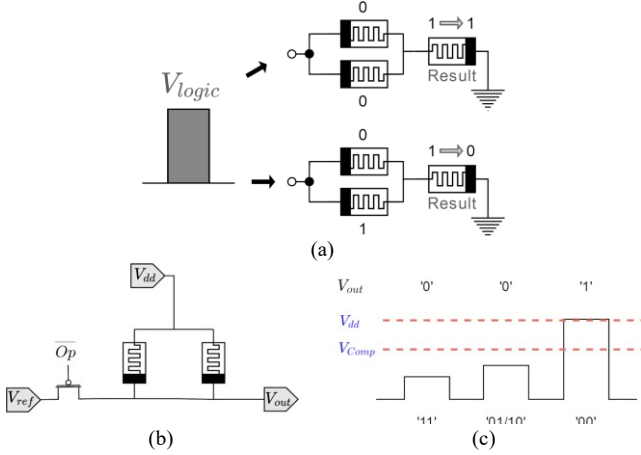 0
1 ⇒ 1
V_logic
Result
0
0
1 ⇒ 0
Result
1
(a)
V_dd
V_out '0' '0' '1'
V_dd
\overline{Op}
V_Comp
V_ref V_out
'11' '01/10' '00'
(b) (c)